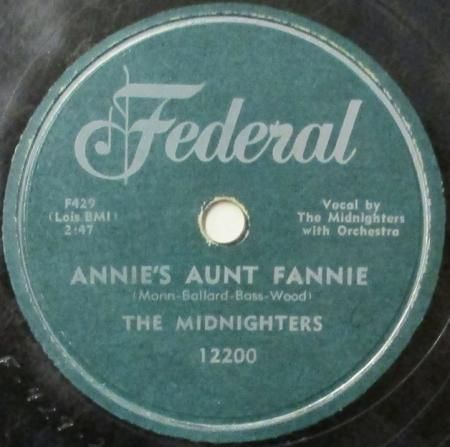 Federal
F429
(Lois BMI)
2:47
Vocal by
The Midnighters
with Orchestra
ANNIE'S AUNT FANNIE
(Mann-Ballard-Bass-Wood)
THE MIDNIGHTERS
12200